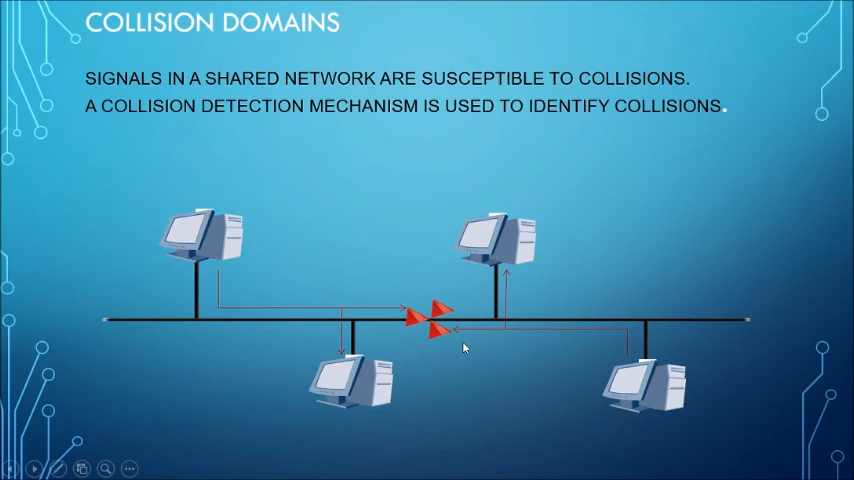 COLLISION DOMAINS
SIGNALS IN A SHARED NETWORK ARE SUSCEPTIBLE TO COLLISIONS.
A COLLISION DETECTION MECHANISM IS USED TO IDENTIFY COLLISIONS.